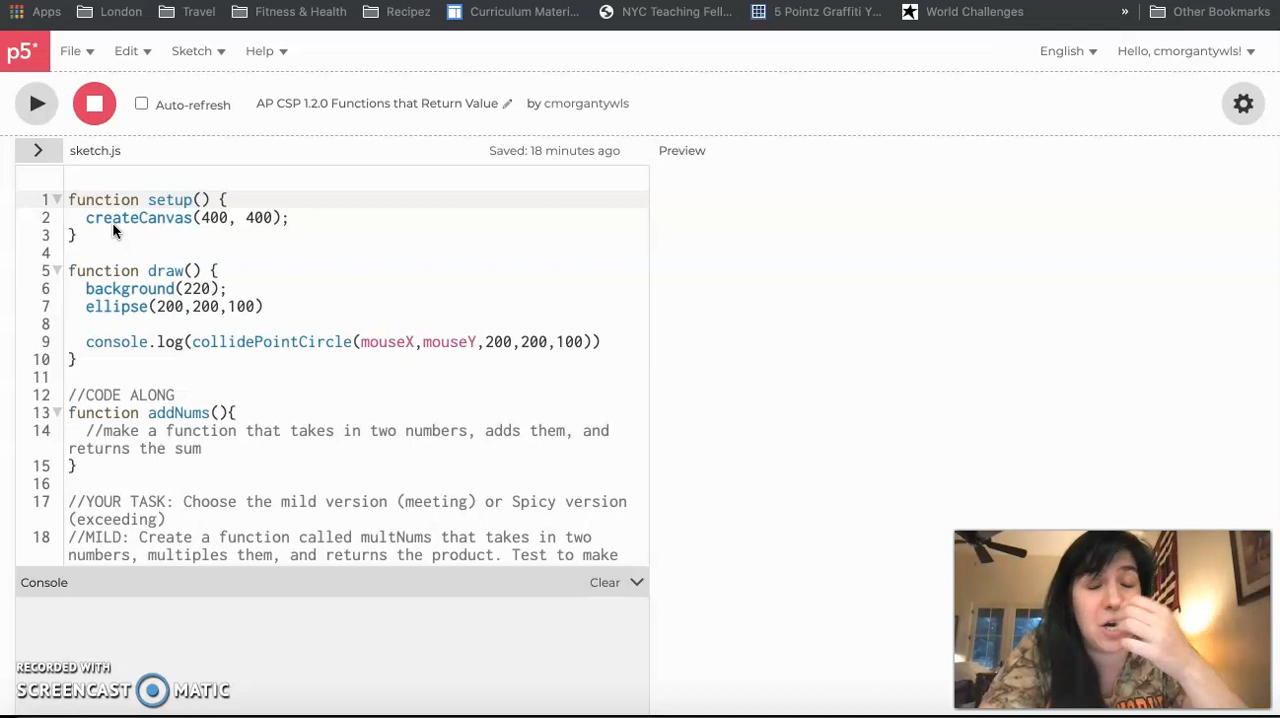 Apps London Travel Fitness & Health Recipez Curriculum Materi... NYC Teaching Fell... 5 Pointz Graffiti Y... World Challenges » Other Bookmarks
p5* File Edit Sketch Help English Hello, cmorgantywls!
Auto-refresh AP CSP 1.2.0 Functions that Return Value by cmorgantywls
sketch.js Saved: 18 minutes ago Preview
1 function setup() {
2 createCanvas(400, 400);
3 }
4
5 function draw() {
6 background(220);
7 ellipse(200,200,100)
8
9 console.log(collidePointCircle(mouseX,mouseY,200,200,100))
10 }
11
12 //CODE ALONG
13 function addNums(){
14 //make a function that takes in two numbers, adds them, and
returns the sum
15 }
16
17 //YOUR TASK: Choose the mild version (meeting) or Spicy version
(exceeding)
18 //MILD: Create a function called multNums that takes in two
numbers, multiples them, and returns the product. Test to make
Console Clear
RECORDED WITH
SCREENCAST MATIC